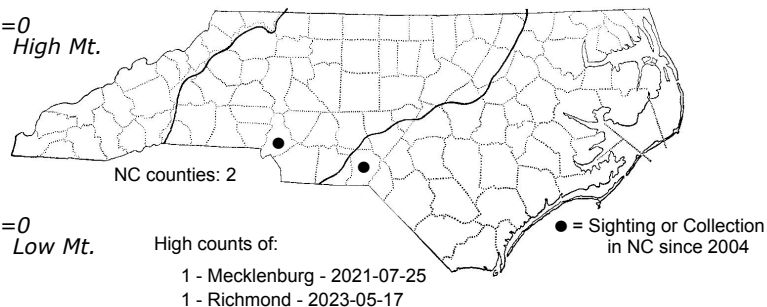 =0
High Mt.
NC counties: 2
=0
Low Mt.
High counts of:
1 - Mecklenburg - 2021-07-25
1 - Richmond - 2023-05-17
● = Sighting or Collection
in NC since 2004